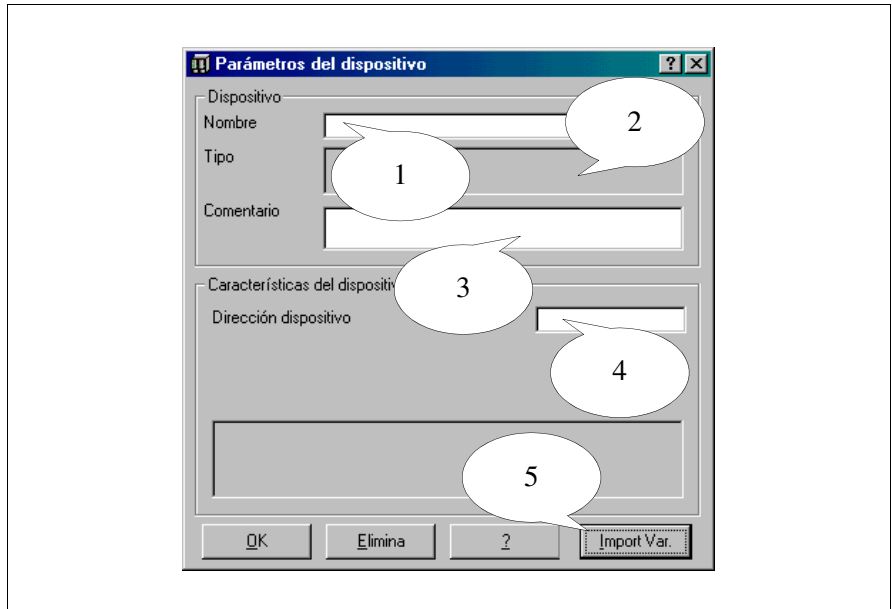 Parámetros del dispositivo ? ×
Dispositivo
Nombre
2
Tipo
1
Comentario
Características del dispositiv
3
Dirección dispositivo
4
5
OK Elimina ? Import Var.